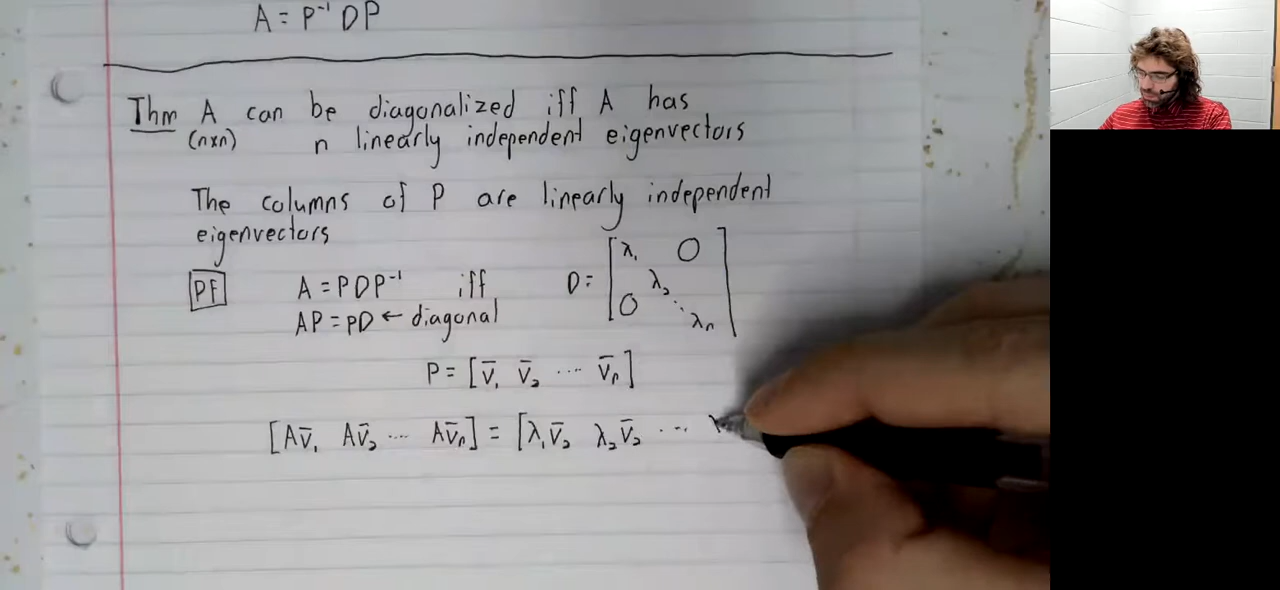 A = P⁻¹ D P
Thm A can be diagonalized iff A has
(n×n) n linearly independent eigenvectors
The columns of P are linearly independent
eigenvectors
PF A = PDP⁻¹ iff D = [λ₁ 0
AP = PD ← diagonal λ₂
0 ⋱ λₙ]
P = [v̄₁ v̄₂ ... v̄ₙ]
[Av̄₁ Av̄₂ ... Av̄ₙ] = [λ₁v̄₂ λ₂v̄₂ ...